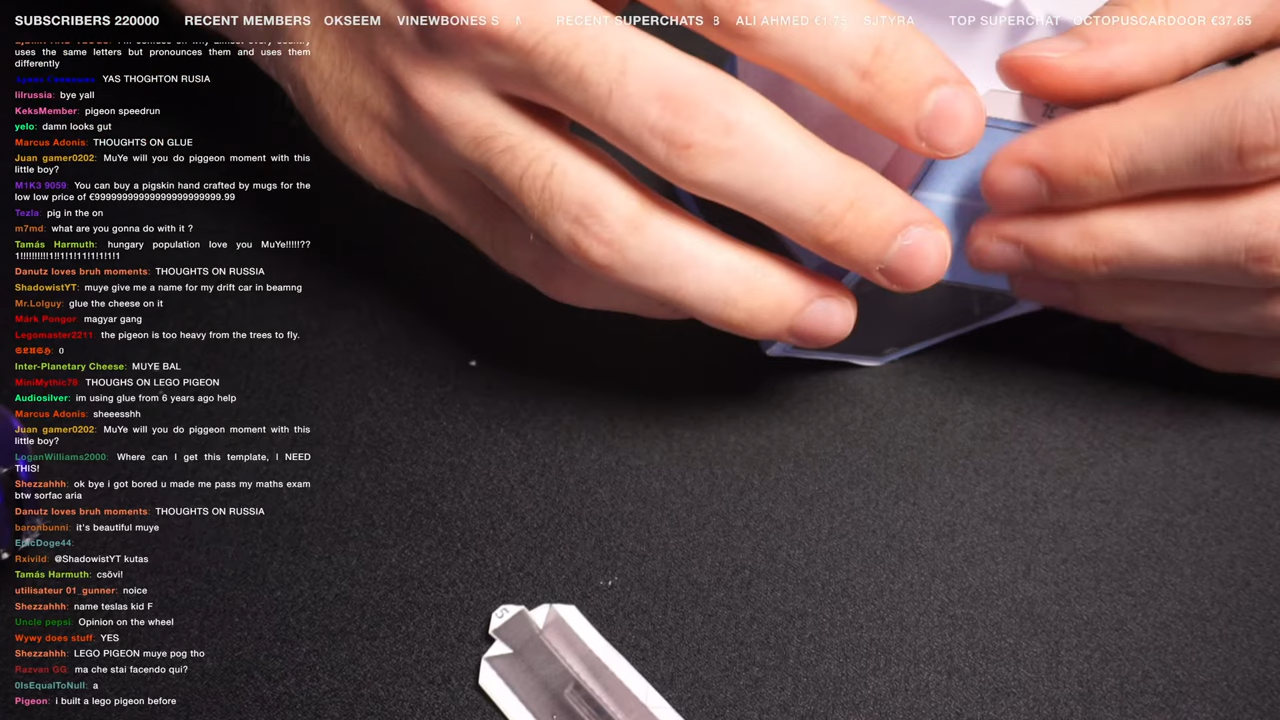 SUBSCRIBERS 220000 RECENT MEMBERS OKSEEM VINEWBONES S RECENT SUPERCHATS ALI AHMED €1.75 SJTYRA TOP SUPERCHAT OCTOPUSCARDOOR €37.65
uses the same letters but pronounces them and uses them
differently
YAS THOGHTON RUSIA
lilrussia: bye yall
KeksMember: pigeon speedrun
yelo: damn looks gut
Marcus Adonis: THOUGHTS ON GLUE
Juan gamer0202: MuYe will you do piggeon moment with this
little boy?
M1K3 9059: You can buy a pigskin hand crafted by mugs for the
low low price of
Tezla: pig in the on
m7md: what are you gonna do with it ?
Tamás Harmuth: hungary population love you MuYe!!!!!??
Danutz loves bruh moments: THOUGHTS ON RUSSIA
ShadowistYT: muye give me a name for my drift car in beamng
Mr.Lolguy: glue the cheese on it
Márk Pongor: magyar gang
Legomaster2211: the pigeon is too heavy from the trees to fly.
0
Inter-Planetary Cheese: MUYE BAL
MiniMythic78: THOUGHS ON LEGO PIGEON
Audiosilver: im using glue from 6 years ago help
Marcus Adonis: sheeesshh
Juan gamer0202: MuYe will you do piggeon moment with this
little boy?
LoganWilliams2000: Where can I get this template, I NEED
THIS!
Shezzahhh: ok bye i got bored u made me pass my maths exam
btw sorfac aria
Danutz loves bruh moments: THOUGHTS ON RUSSIA
baronbunni: it's beautiful muye
EpicDoge44:
Rxivild: @ShadowistYT kutas
Tamás Harmuth: csövi!
utilisateur 01_gunner: noice
Shezzahhh: name teslas kid F
Uncle pepsi: Opinion on the wheel
Wywy does stuff: YES
Shezzahhh: LEGO PIGEON muye pog tho
Razvan GG: ma che stai facendo qui?
0IsEqualToNull: a
Pigeon: i built a lego pigeon before